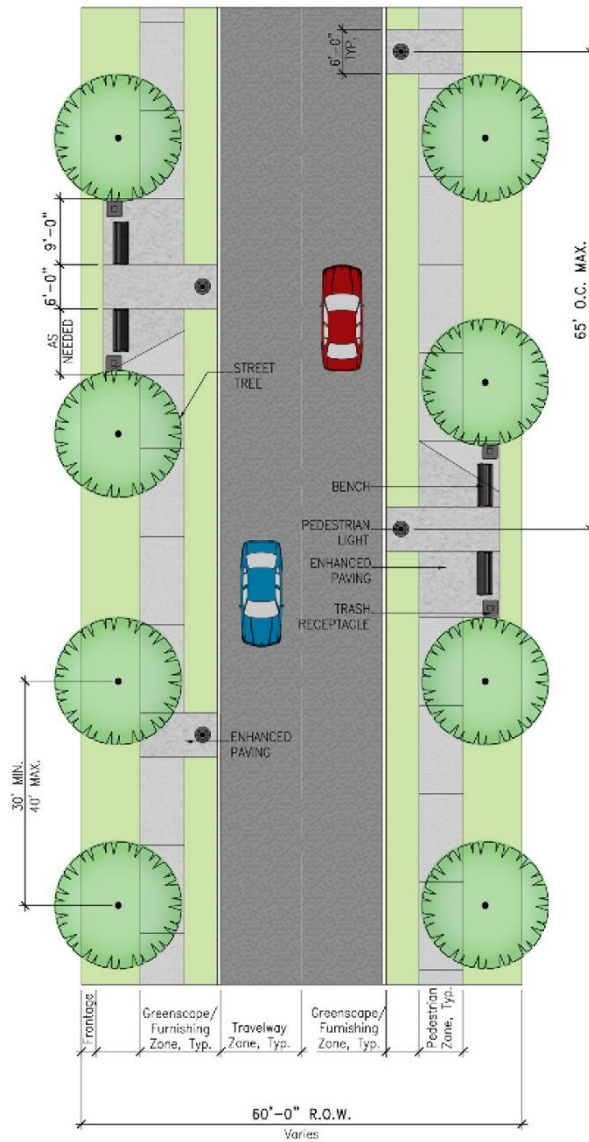 6'-0"
TYP.
9'-0"
6'-0"
AS
NEEDED
65' O.C. MAX.
STREET
TREE
BENCH
PEDESTRIAN
LIGHT
ENHANCED
PAVING
TRASH
RECEPTACLE
ENHANCED
PAVING
30' MIN.
40' MAX.
Frontage
Greenscape/
Furnishing
Zone, Typ.
Travelway
Zone, Typ.
Greenscape/
Furnishing
Zone, Typ.
Pedestrian
Zone, Typ.
60'-0" R.O.W.
Varies